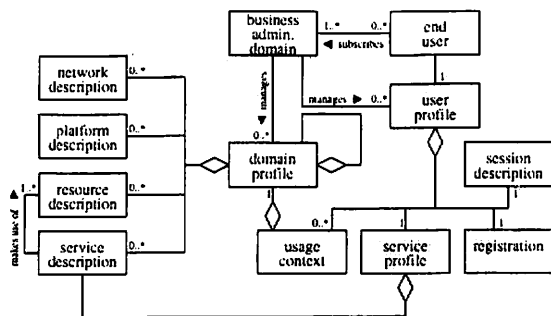 business
admin.
domain
1..*
0..*
end
user
subscribes
network
description
0..*
manages
manages
0..*
1
user
profile
platform
description
0..*
0..*
domain
profile
session
description
1..*
resource
description
0..*
makes use of
1
1
0..*
service
description
0..*
usage
context
1
service
profile
1
registration